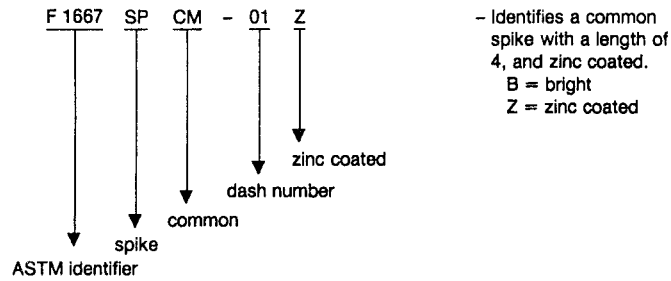 F 1667 SP CM - 01 Z
– Identifies a common
spike with a length of
4, and zinc coated.
B = bright
Z = zinc coated
zinc coated
dash number
common
spike
ASTM identifier